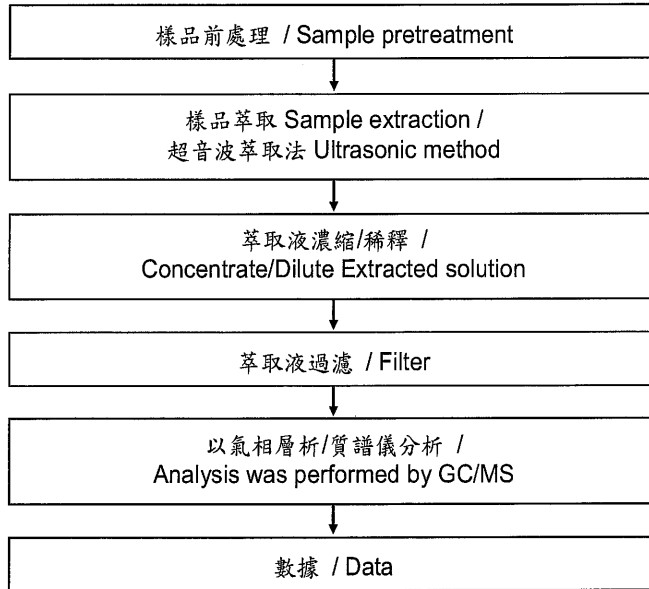 樣品前處理 / Sample pretreatment
樣品萃取 Sample extraction /
超音波萃取法 Ultrasonic method
萃取液濃縮/稀釋 /
Concentrate/Dilute Extracted solution
萃取液過濾 / Filter
以氣相層析/質譜儀分析 /
Analysis was performed by GC/MS
數據 / Data